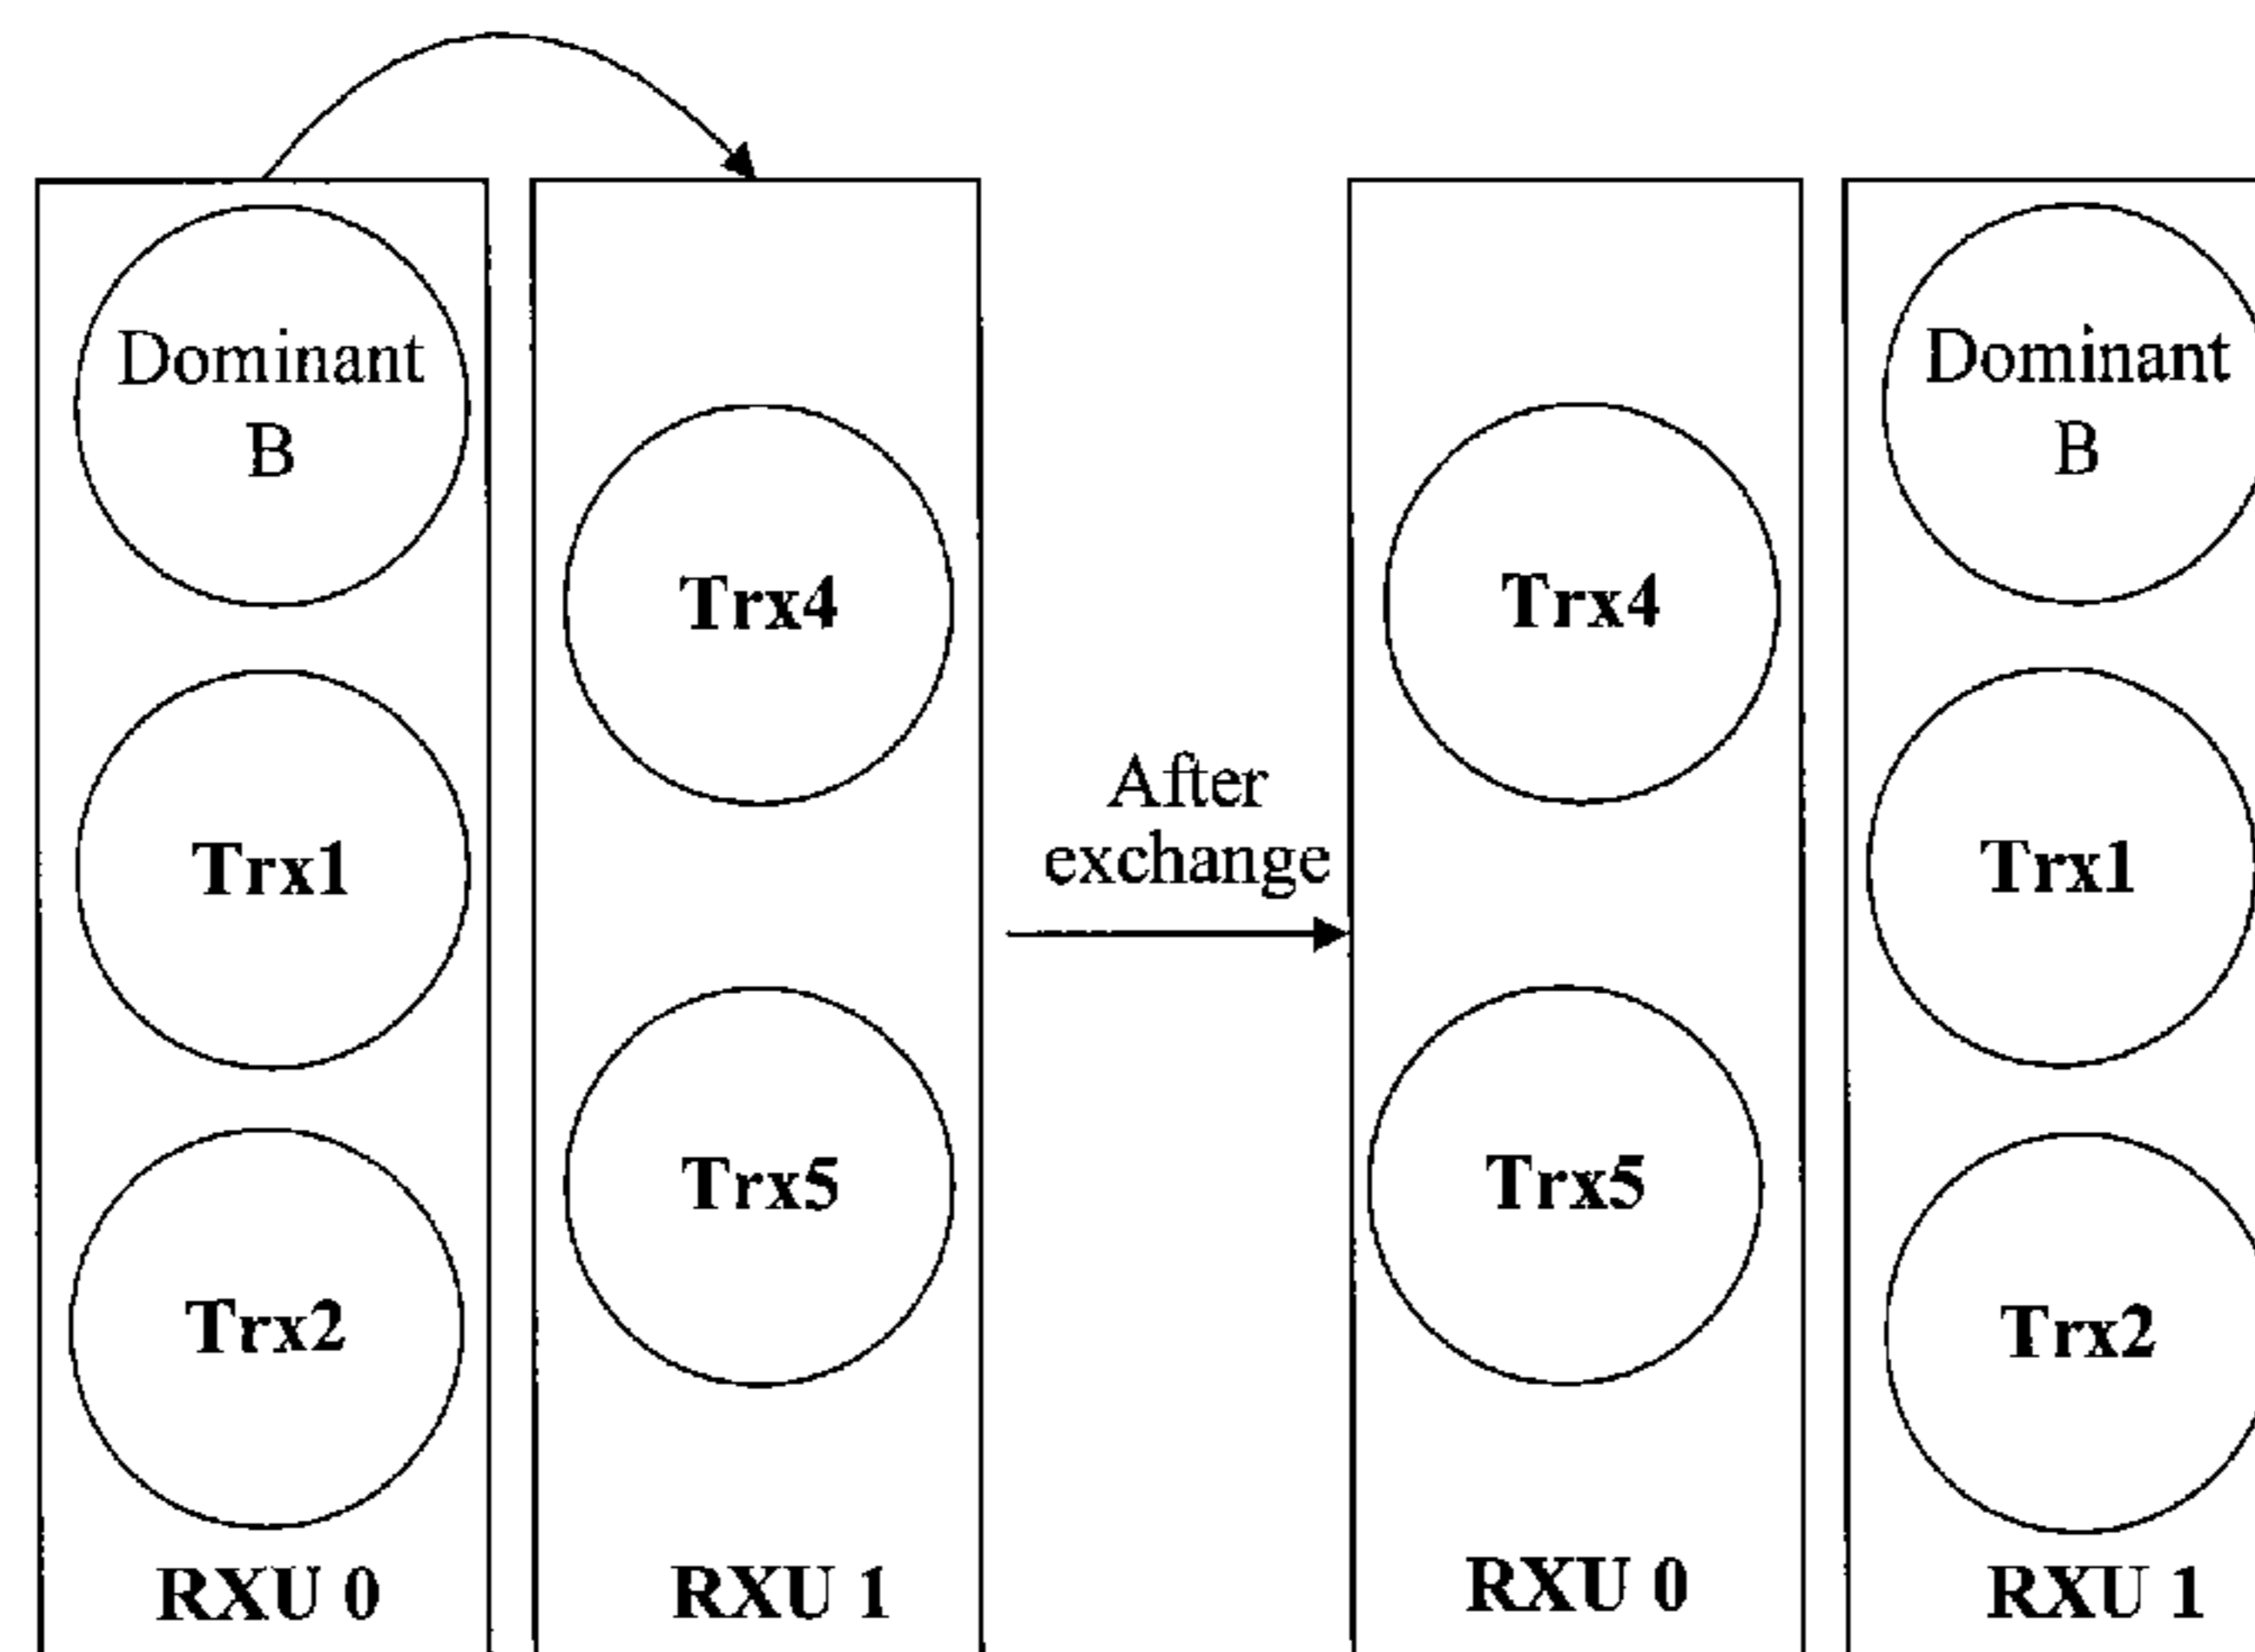 Dominant
B
Trx1
Trx2
RXU 0
Trx4
Trx5
RXU 1
After
exchange
Trx4
Trx5
RXU 0
Dominant
B
Trx1
Trx2
RXU 1